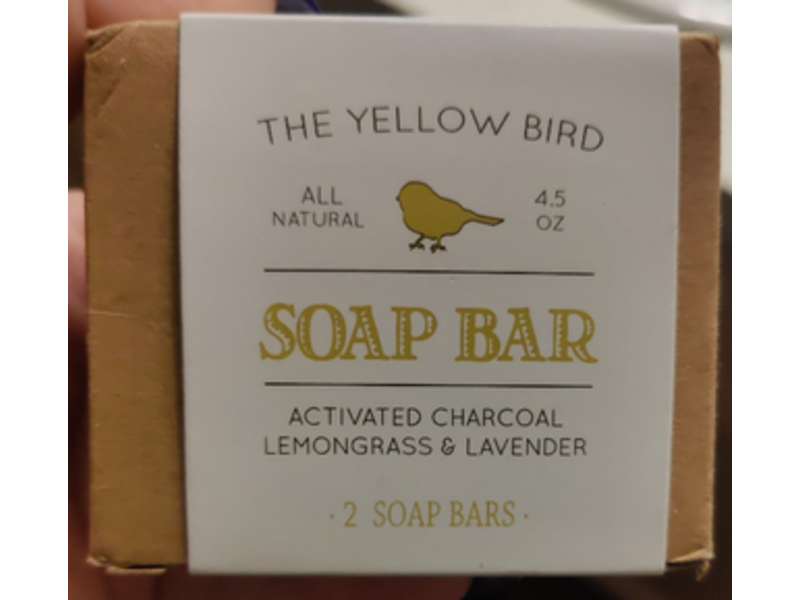 THE YELLOW BIRD
ALL NATURAL
4.5 OZ
SOAP BAR
ACTIVATED CHARCOAL
LEMONGRASS & LAVENDER
· 2 SOAP BARS ·